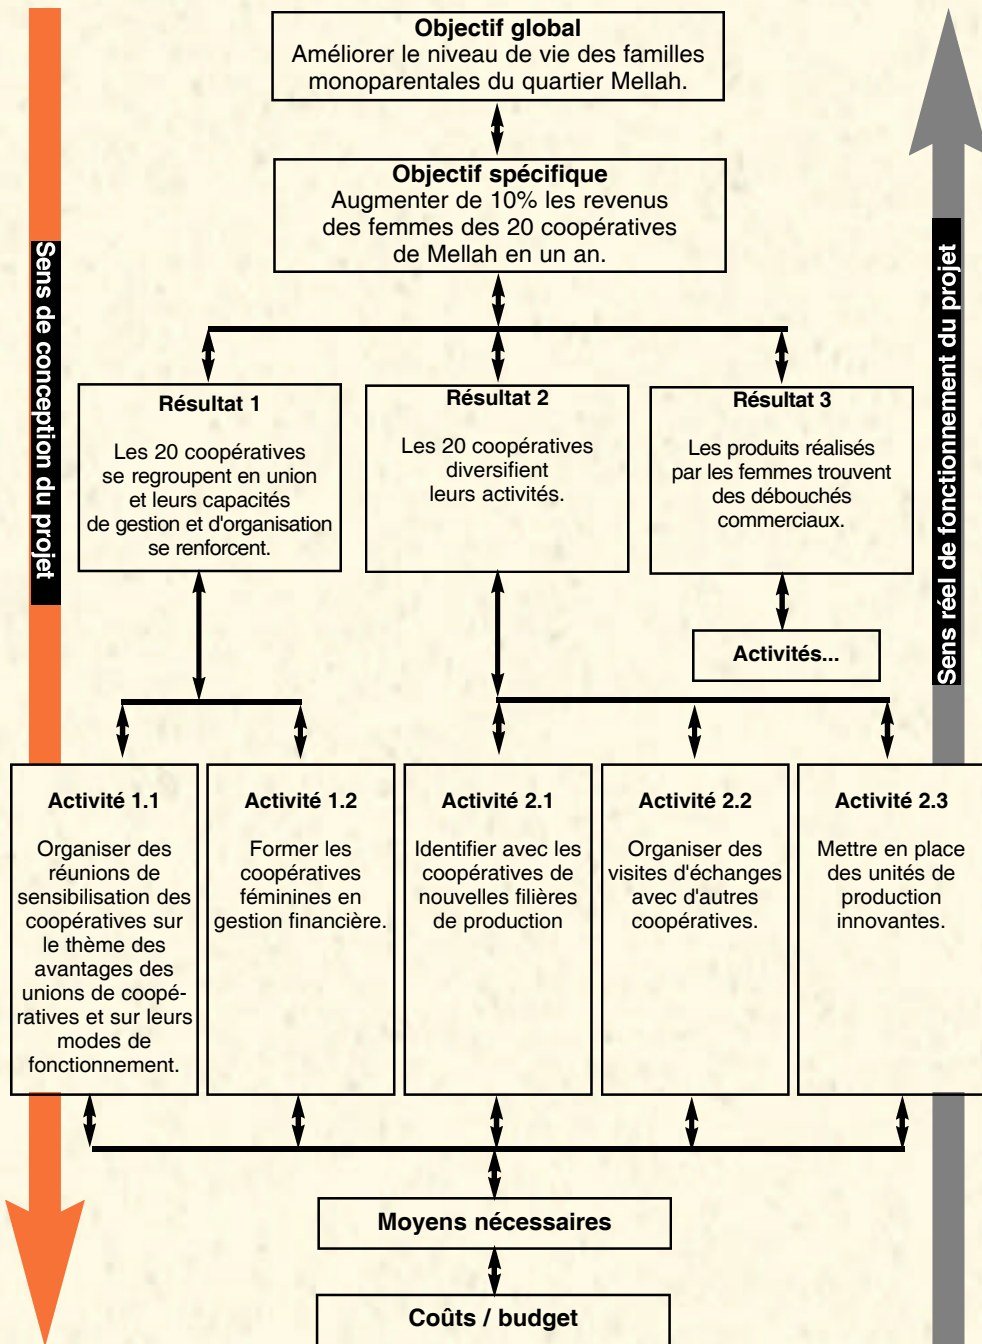 Objectif global
Améliorer le niveau de vie des familles
monoparentales du quartier Mellah.
Objectif spécifique
Augmenter de 10% les revenus
des femmes des 20 coopératives
de Mellah en un an.
Sens de conception du projet
Sens réel de fonctionnement du projet
Résultat 1
Les 20 coopératives
se regroupent en union
et leurs capacités
de gestion et d'organisation
se renforcent.
Résultat 2
Les 20 coopératives
diversifient
leurs activités.
Résultat 3
Les produits réalisés
par les femmes trouvent
des débouchés
commerciaux.
Activités...
Activité 1.1
Organiser des
réunions de
sensibilisation des
coopératives sur
le thème des
avantages des
unions de coopé-
ratives et sur leurs
modes de
fonctionnement.
Activité 1.2
Former les
coopératives
féminines en
gestion financière.
Activité 2.1
Identifier avec les
coopératives de
nouvelles filières
de production
Activité 2.2
Organiser des
visites d'échanges
avec d'autres
coopératives.
Activité 2.3
Mettre en place
des unités de
production
innovantes.
Moyens nécessaires
Coûts / budget